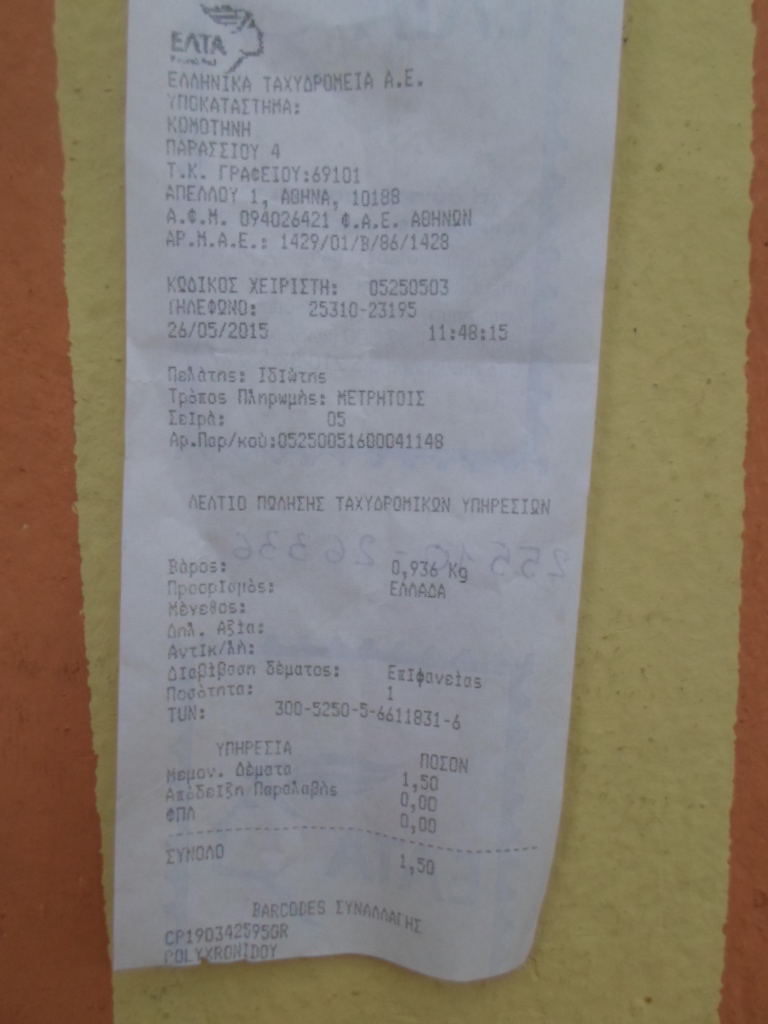 ΕΛΤΑ
ΕΛΛΗΝΙΚΑ ΤΑΧΥΔΡΟΜΕΙΑ Α.Ε.
ΥΠΟΚΑΤΑΣΤΗΜΑ:
ΚΟΜΟΤΗΝΗ
ΠΑΡΑΣΣΙΟΥ 4
Τ.Κ. ΓΡΑΦΕΙΟΥ:69101
ΑΠΕΛΛΟΥ 1, ΑΘΗΝΑ, 10188
Α.Φ.Μ. 094026421 Φ.Α.Ε. ΑΘΗΝΩΝ
ΑΡ.Μ.Α.Ε.: 1429/01/Β/86/1428
ΚΩΔΙΚΟΣ ΧΕΙΡΙΣΤΗ: 05250503
ΤΗΛΕΦΩΝΟ: 25310-23195
26/05/2015 11:48:15
Πελάτης: Ιδιώτης
Τρόπος Πληρωμής: ΜΕΤΡΗΤΟΙΣ
Σειρά: 05
Αρ.Παρ/κού:05250051600041148
ΔΕΛΤΙΟ ΠΩΛΗΣΗΣ ΤΑΧΥΔΡΟΜΙΚΩΝ ΥΠΗΡΕΣΙΩΝ
Βάρος: 0,936 Kg
Προορισμός: ΕΛΛΑΔΑ
Μέγεθος:
Δηλ. Αξία:
Αντικ/λή:
Διαβίβαση δέματος: Επιφανείας
Ποσότητα: 1
TUN: 300-5250-5-6611831-6
ΥΠΗΡΕΣΙΑ ΠΟΣΟΝ
Μεμον. Δέματα 1,50
Απόδειξη Παραλαβής 0,00
ΦΠΑ 0,00
ΣΥΝΟΛΟ 1,50
BARCODES ΣΥΝΑΛΛΑΓΗΣ
CP190342595GR
POLYXRONIDOY